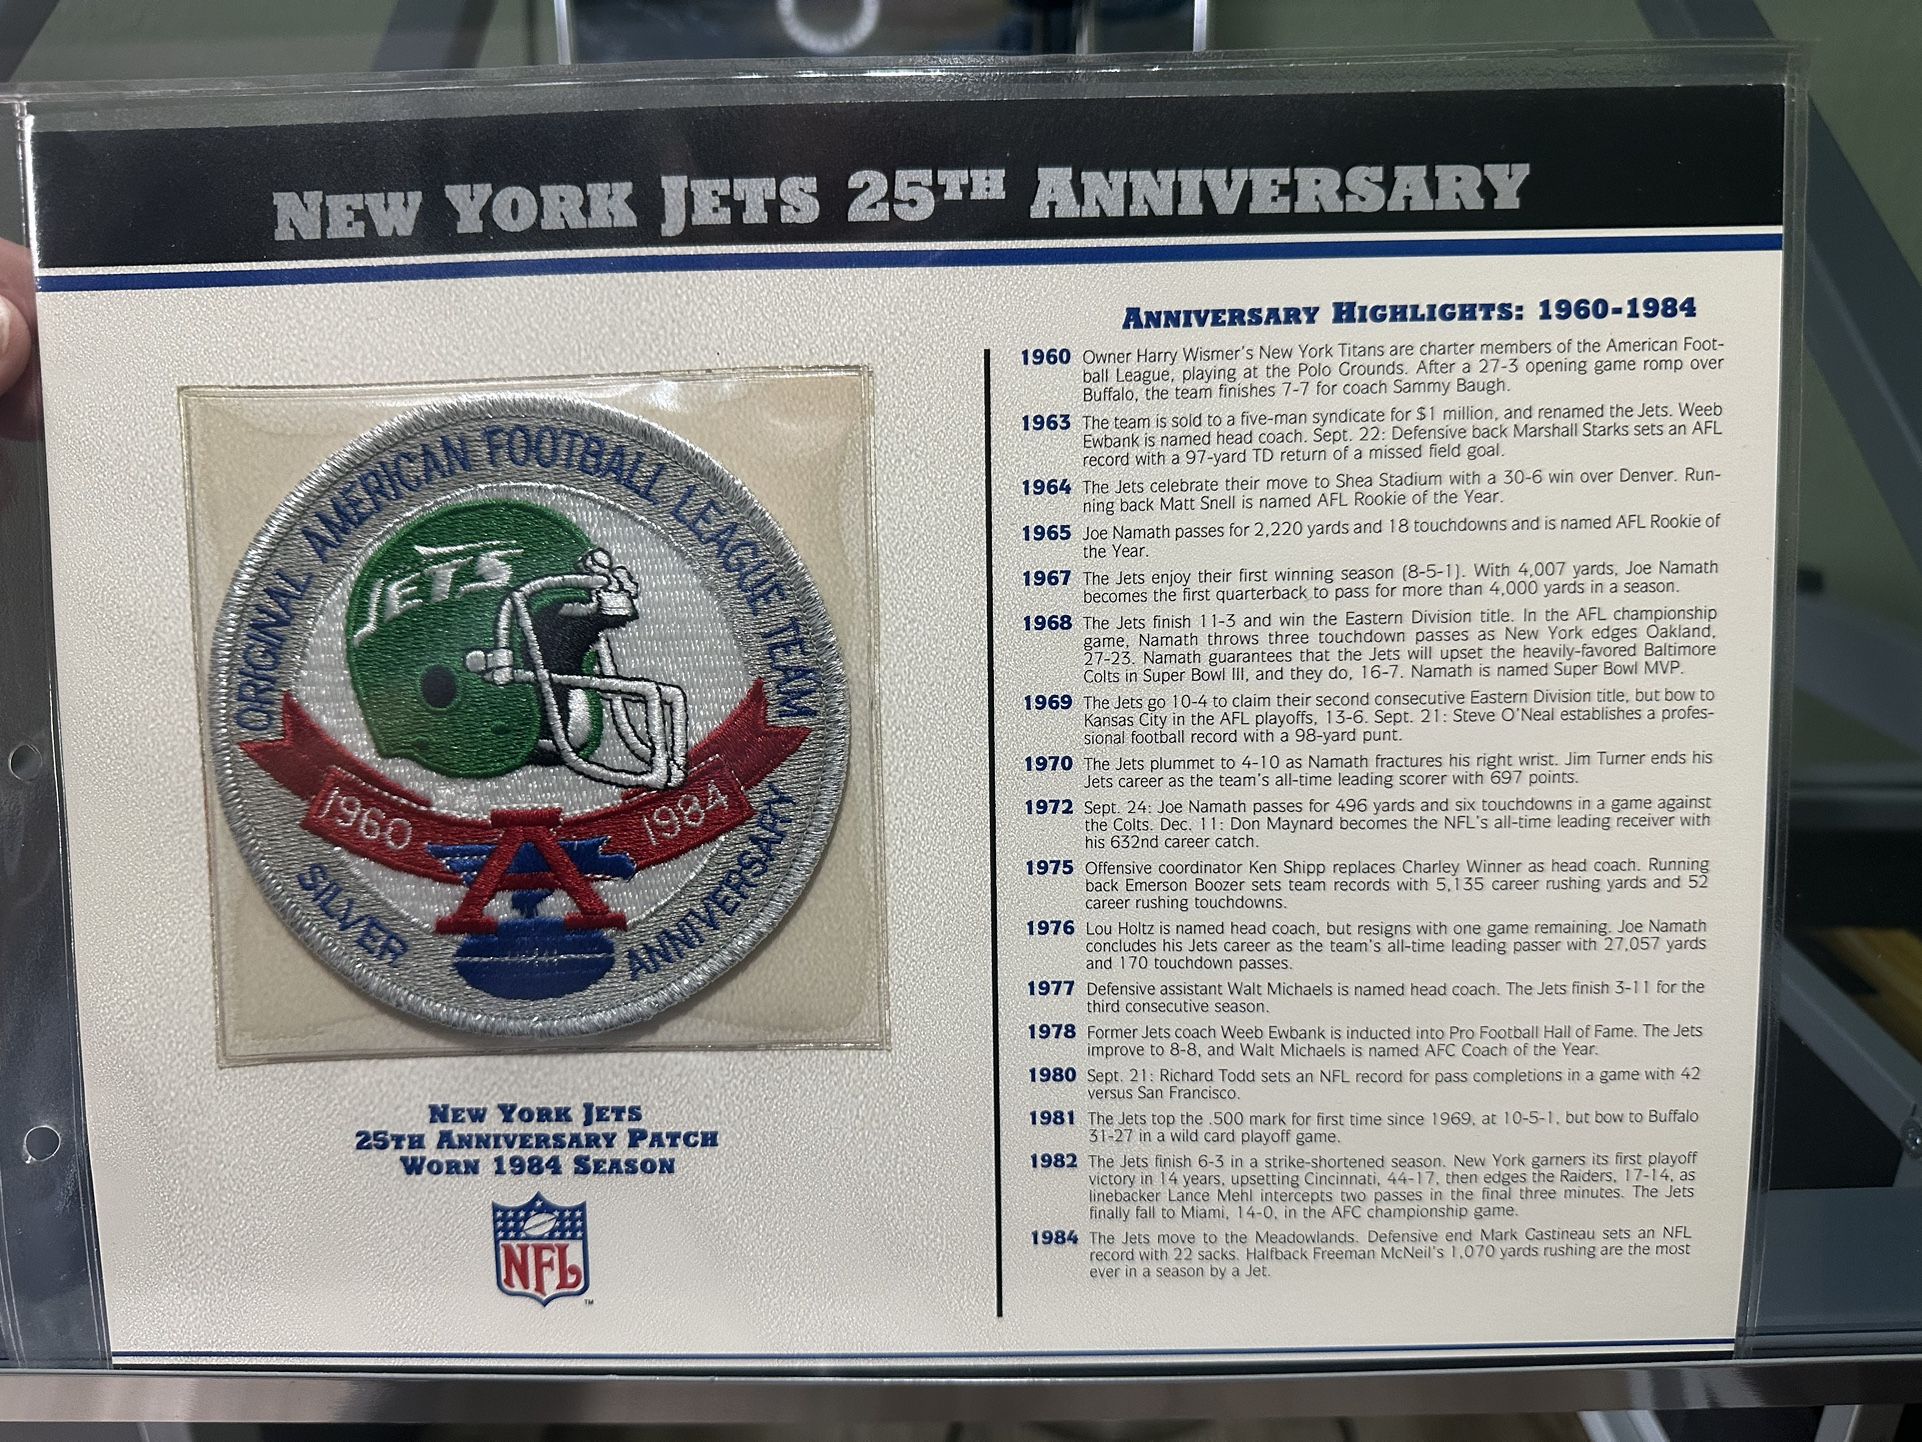 NEW YORK JETS 25TH ANNIVERSARY
ORIGINAL AMERICAN FOOTBALL LEAGUE TEAM
JETS
1960
1984
A
SILVER
ANNIVERSARY
NEW YORK JETS
25TH ANNIVERSARY PATCH
WORN 1984 SEASON
NFL
TM
ANNIVERSARY HIGHLIGHTS: 1960-1984
1960 Owner Harry Wismer's New York Titans are charter members of the American Foot-
ball League, playing at the Polo Grounds. After a 27-3 opening game romp over
Buffalo, the team finishes 7-7 for coach Sammy Baugh.
1963 The team is sold to a five-man syndicate for $1 million, and renamed the Jets. Weeb
Ewbank is named head coach. Sept. 22: Defensive back Marshall Starks sets an AFL
record with a 97-yard TD return of a missed field goal.
1964 The Jets celebrate their move to Shea Stadium with a 30-6 win over Denver. Run-
ning back Matt Snell is named AFL Rookie of the Year.
1965 Joe Namath passes for 2,220 yards and 18 touchdowns and is named AFL Rookie of
the Year.
1967 The Jets enjoy their first winning season (8-5-1). With 4,007 yards, Joe Namath
becomes the first quarterback to pass for more than 4,000 yards in a season.
1968 The Jets finish 11-3 and win the Eastern Division title. In the AFL championship
game, Namath throws three touchdown passes as New York edges Oakland,
27-23. Namath guarantees that the Jets will upset the heavily-favored Baltimore
Colts in Super Bowl III, and they do, 16-7. Namath is named Super Bowl MVP.
1969 The Jets go 10-4 to claim their second consecutive Eastern Division title, but bow to
Kansas City in the AFL playoffs, 13-6. Sept. 21: Steve O'Neal establishes a profes-
sional football record with a 98-yard punt.
1970 The Jets plummet to 4-10 as Namath fractures his right wrist. Jim Turner ends his
Jets career as the team's all-time leading scorer with 697 points.
1972 Sept. 24: Joe Namath passes for 496 yards and six touchdowns in a game against
the Colts. Dec. 11: Don Maynard becomes the NFL's all-time leading receiver with
his 632nd career catch.
1975 Offensive coordinator Ken Shipp replaces Charley Winner as head coach. Running
back Emerson Boozer sets team records with 5,135 career rushing yards and 52
career rushing touchdowns.
1976 Lou Holtz is named head coach, but resigns with one game remaining. Joe Namath
concludes his Jets career as the team's all-time leading passer with 27,057 yards
and 170 touchdown passes.
1977 Defensive assistant Walt Michaels is named head coach. The Jets finish 3-11 for the
third consecutive season.
1978 Former Jets coach Weeb Ewbank is inducted into Pro Football Hall of Fame. The Jets
improve to 8-8, and Walt Michaels is named AFC Coach of the Year.
1980 Sept. 21: Richard Todd sets an NFL record for pass completions in a game with 42
versus San Francisco.
1981 The Jets top the .500 mark for first time since 1969, at 10-5-1, but bow to Buffalo
31-27 in a wild card playoff game.
1982 The Jets finish 6-3 in a strike-shortened season. New York garners its first playoff
victory in 14 years, upsetting Cincinnati, 44-17, then edges the Raiders, 17-14, as
linebacker Lance Mehl intercepts two passes in the final three minutes. The Jets
finally fall to Miami, 14-0, in the AFC championship game.
1984 The Jets move to the Meadowlands. Defensive end Mark Gastineau sets an NFL
record with 22 sacks. Halfback Freeman McNeil's 1,070 yards rushing are the most
ever in a season by a Jet.